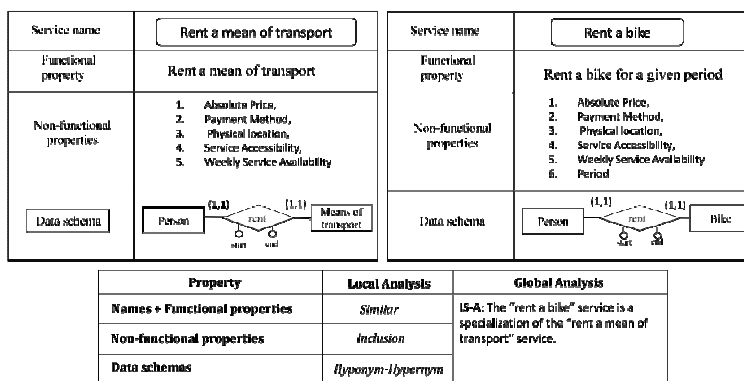 Service name
Rent a mean of transport
Functional
property
Rent a mean of transport
Non-functional
properties
1. Absolute Price,
2. Payment Method,
3. Physical location,
4. Service Accessibility,
5. Weekly Service Availability
Data schema
Person
(1,1)
rent
(1,1)
Means of
transport
start
end
Service name
Rent a bike
Functional
property
Rent a bike for a given period
Non-functional
properties
1. Absolute Price,
2. Payment Method,
3. Physical location,
4. Service Accessibility,
5. Weekly Service Availability
6. Period
Data schema
Person
(1,1)
rent
(1,1)
Bike
start
end
Property
Local Analysis
Global Analysis
Names + Functional properties
Similar
IS-A: The "rent a bike" service is a
specialization of the "rent a mean of
transport" service.
Non-functional properties
Inclusion
Data schemas
Hyponym-Hypernym